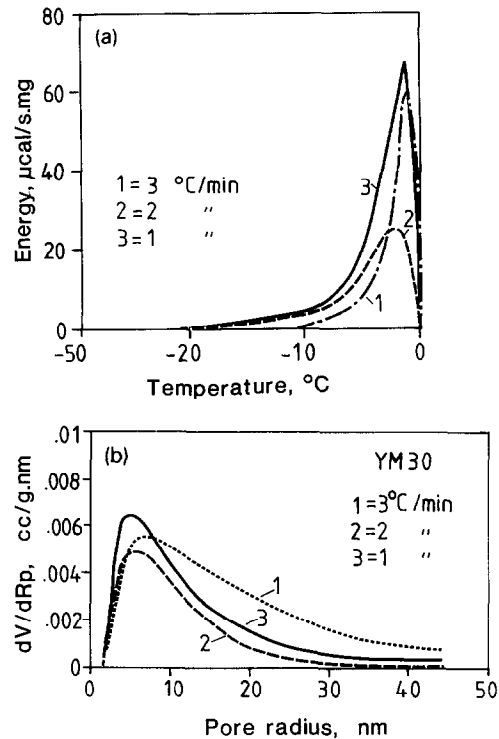 (a)
80
60
40
20
0
Energy, µcal/s.mg
1 = 3 °C/min
2 = 2 "
3 = 1 "
3
2
1
-50 -20 -10 0
Temperature, °C
(b)
YM30
.01
.008
.006
.004
.002
0
dV/dRp, cc/g.nm
1 = 3°C/min
2 = 2 "
3 = 1 "
1
3
2
0 10 20 30 40 50
Pore radius, nm